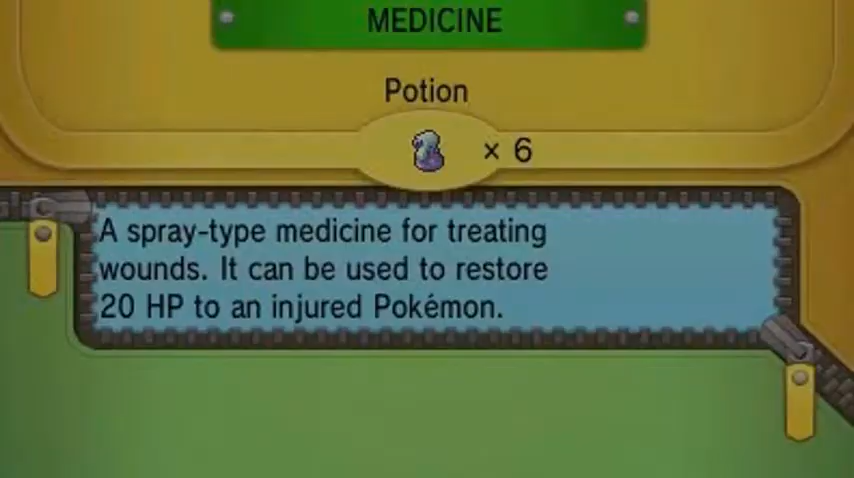 MEDICINE
Potion
× 6
A spray-type medicine for treating
wounds. It can be used to restore
20 HP to an injured Pokémon.